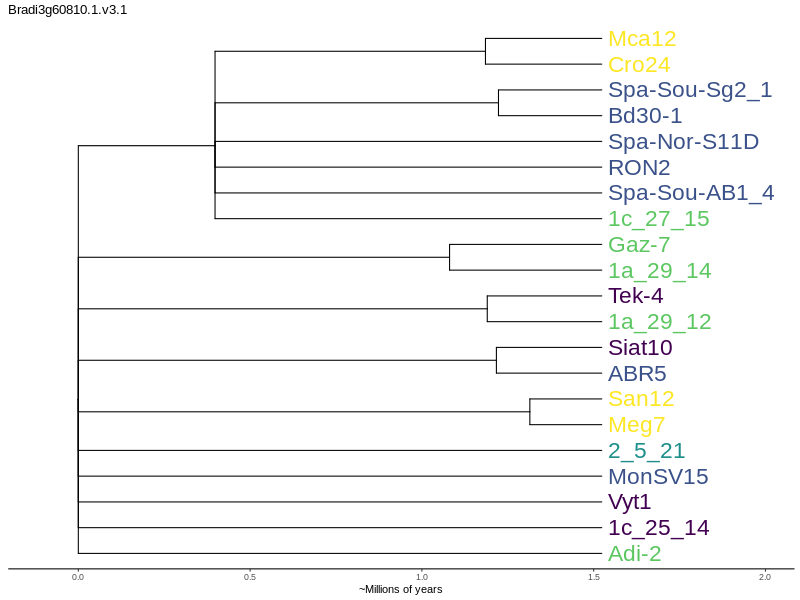 Bradi3g60810.1.v3.1
Mca12
Cro24
Spa-Sou-Sg2_1
Bd30-1
Spa-Nor-S11D
RON2
Spa-Sou-AB1_4
1c_27_15
Gaz-7
1a_29_14
Tek-4
1a_29_12
Siat10
ABR5
San12
Meg7
2_5_21
MonSV15
Vyt1
1c_25_14
Adi-2
0.0 0.5 1.0 1.5 2.0
~Millions of years